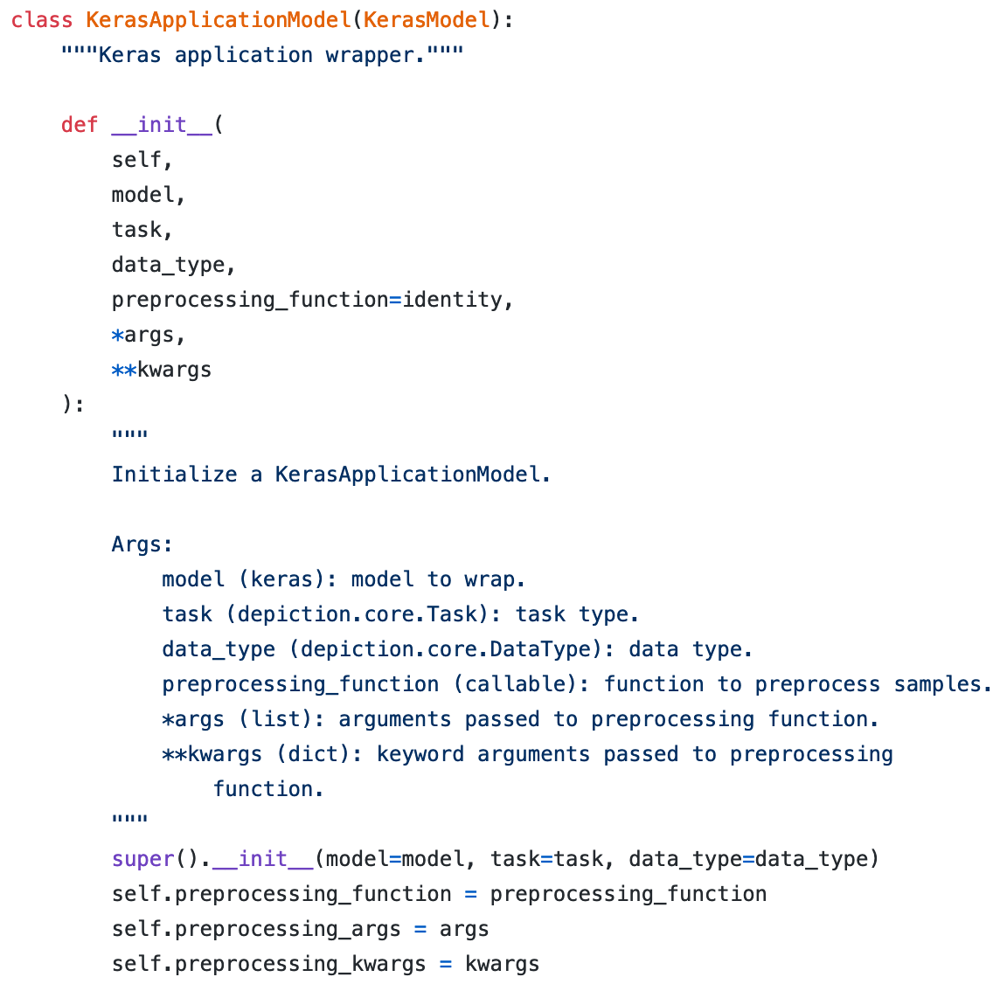 class KerasApplicationModel(KerasModel):
    """Keras application wrapper."""

    def __init__(
        self,
        model,
        task,
        data_type,
        preprocessing_function=identity,
        *args,
        **kwargs
    ):
        """
        Initialize a KerasApplicationModel.

        Args:
            model (keras): model to wrap.
            task (depiction.core.Task): task type.
            data_type (depiction.core.DataType): data type.
            preprocessing_function (callable): function to preprocess samples.
            *args (list): arguments passed to preprocessing function.
            **kwargs (dict): keyword arguments passed to preprocessing
                function.
        """
        super().__init__(model=model, task=task, data_type=data_type)
        self.preprocessing_function = preprocessing_function
        self.preprocessing_args = args
        self.preprocessing_kwargs = kwargs